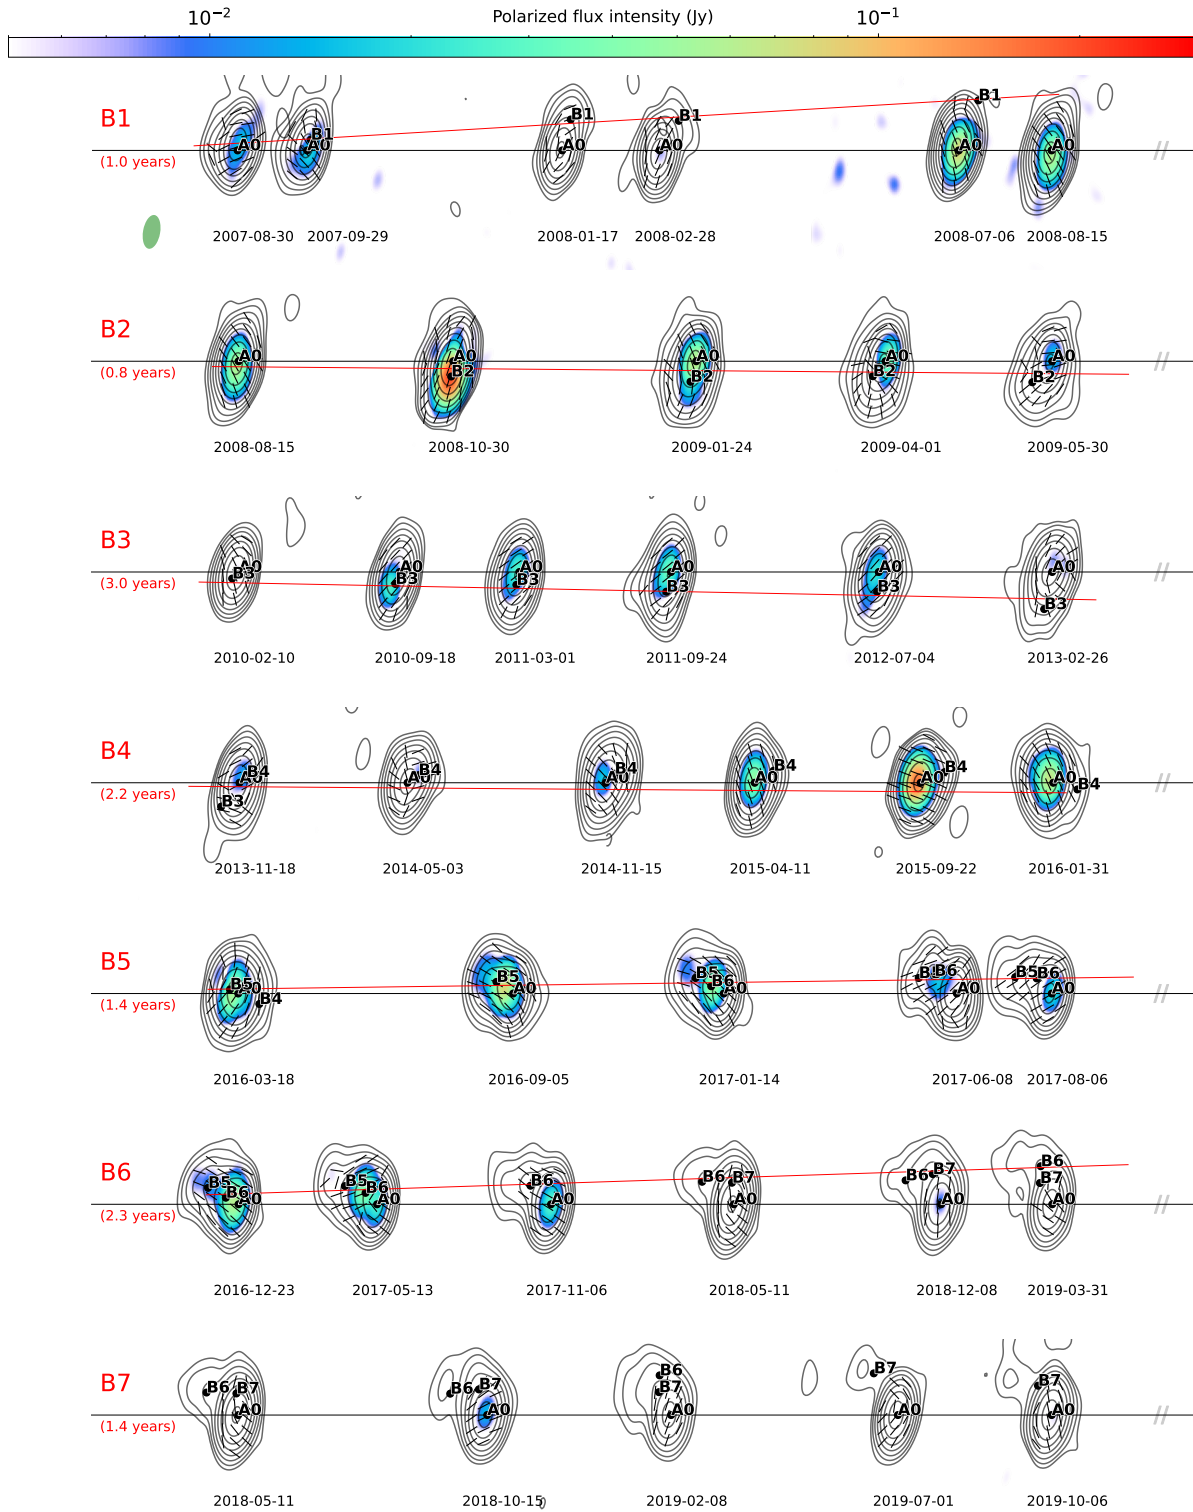 Polarized flux intensity (Jy)
10⁻² 10⁻¹
B1
(1.0 years)
A0 B1 A0 B1 A0 B1 A0 B1 A0 A0
//
2007-08-30 2007-09-29 2008-01-17 2008-02-28 2008-07-06 2008-08-15
B2
(0.8 years)
A0 A0 B2 A0 B2 A0 B2 A0 B2
//
2008-08-15 2008-10-30 2009-01-24 2009-04-01 2009-05-30
B3
(3.0 years)
A0 B3 A0 B3 A0 B3 A0 B3 A0 B3 A0 B3
//
2010-02-10 2010-09-18 2011-03-01 2011-09-24 2012-07-04 2013-02-26
B4
(2.2 years)
B4 A0 B3 B4 A0 B4 A0 B4 A0 B4 A0 A0 B4
//
2013-11-18 2014-05-03 2014-11-15 2015-04-11 2015-09-22 2016-01-31
B5
(1.4 years)
B5 A0 B4 B5 A0 B5 B6 A0 B5 B6 A0 B5 B6 A0
//
2016-03-18 2016-09-05 2017-01-14 2017-06-08 2017-08-06
B6
(2.3 years)
B5 B6 A0 B5 B6 A0 B6 A0 B6 B7 A0 B6 B7 A0 B6 B7 A0
//
2016-12-23 2017-05-13 2017-11-06 2018-05-11 2018-12-08 2019-03-31
B7
(1.4 years)
B6 B7 A0 B6 B7 A0 B6 B7 A0 B7 A0 B7 A0
//
2018-05-11 2018-10-15 2019-02-08 2019-07-01 2019-10-06